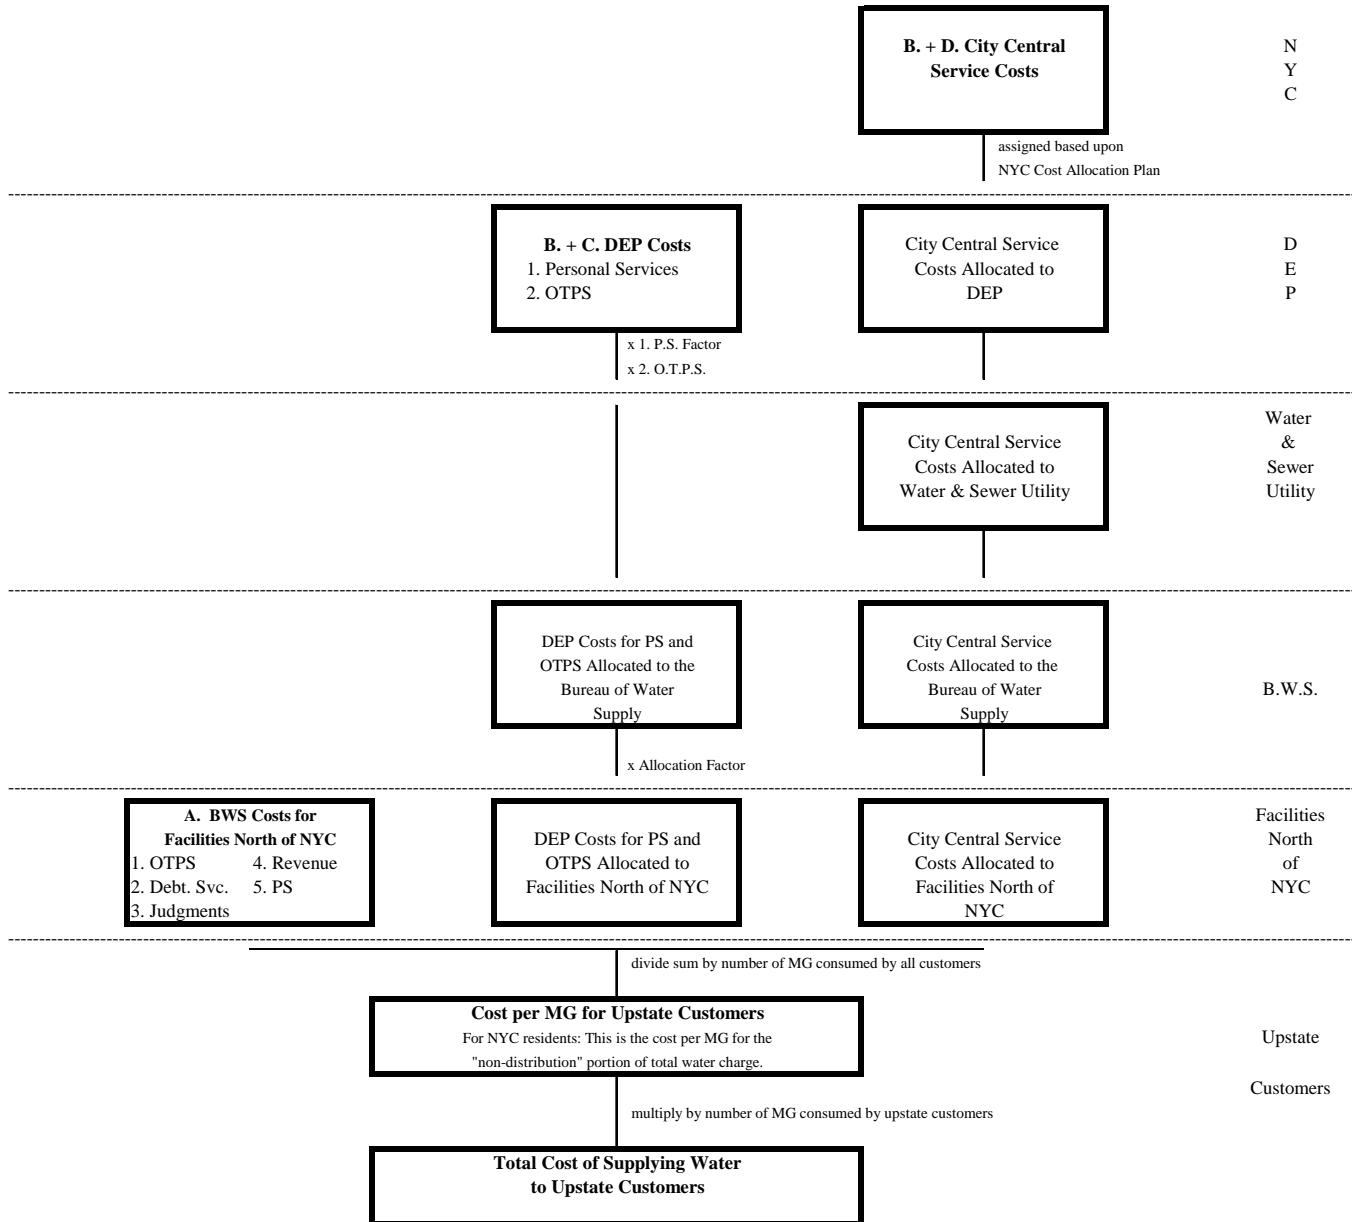 B. + D. City Central
Service Costs
N
Y
C
assigned based upon
NYC Cost Allocation Plan
B. + C. DEP Costs
1. Personal Services
2. OTPS
City Central Service
Costs Allocated to
DEP
D
E
P
x 1. P.S. Factor
x 2. O.T.P.S.
City Central Service
Costs Allocated to
Water & Sewer Utility
Water
&
Sewer
Utility
DEP Costs for PS and
OTPS Allocated to the
Bureau of Water
Supply
City Central Service
Costs Allocated to the
Bureau of Water
Supply
B.W.S.
x Allocation Factor
A. BWS Costs for
Facilities North of NYC
1. OTPS 4. Revenue
2. Debt. Svc. 5. PS
3. Judgments
DEP Costs for PS and
OTPS Allocated to
Facilities North of NYC
City Central Service
Costs Allocated to
Facilities North of
NYC
Facilities
North
of
NYC
divide sum by number of MG consumed by all customers
Cost per MG for Upstate Customers
For NYC residents: This is the cost per MG for the
"non-distribution" portion of total water charge.
Upstate
Customers
multiply by number of MG consumed by upstate customers
Total Cost of Supplying Water
to Upstate Customers